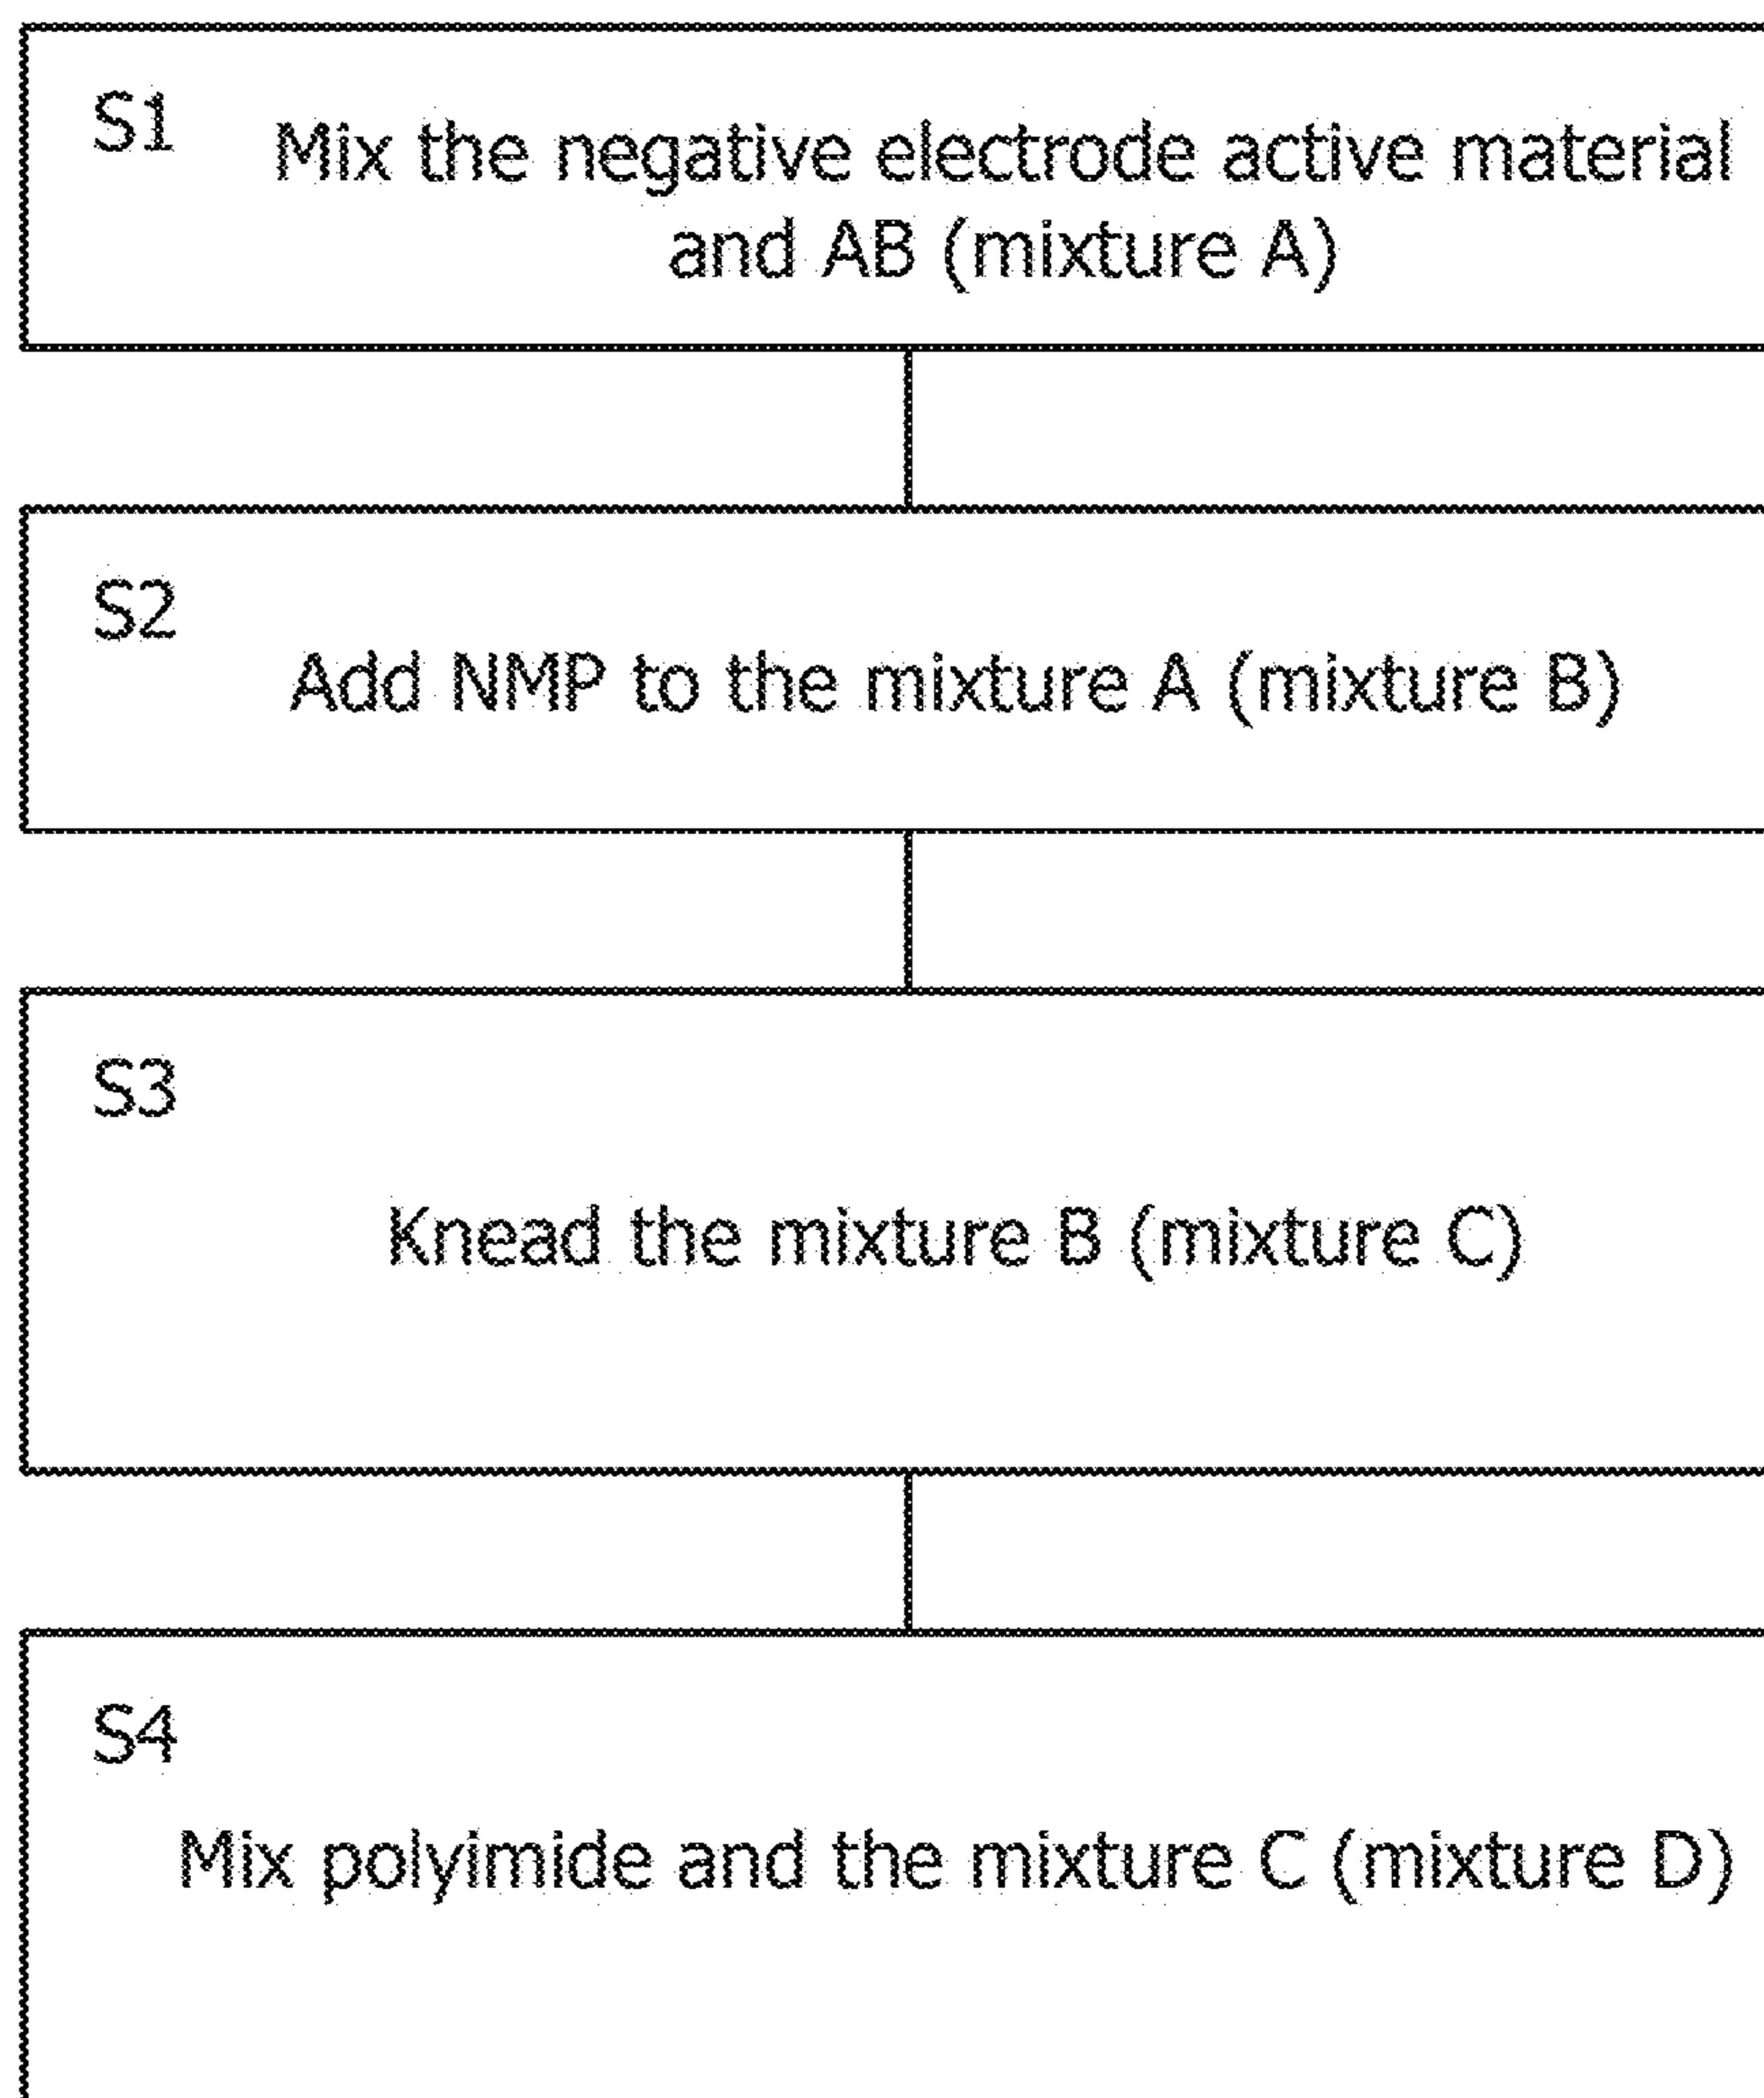 S1
Mix the negative electrode active material
and AB (mixture A)
S2
Add NMP to the mixture A (mixture B)
S3
Knead the mixture B (mixture C)
S4
Mix polyimide and the mixture C (mixture D)